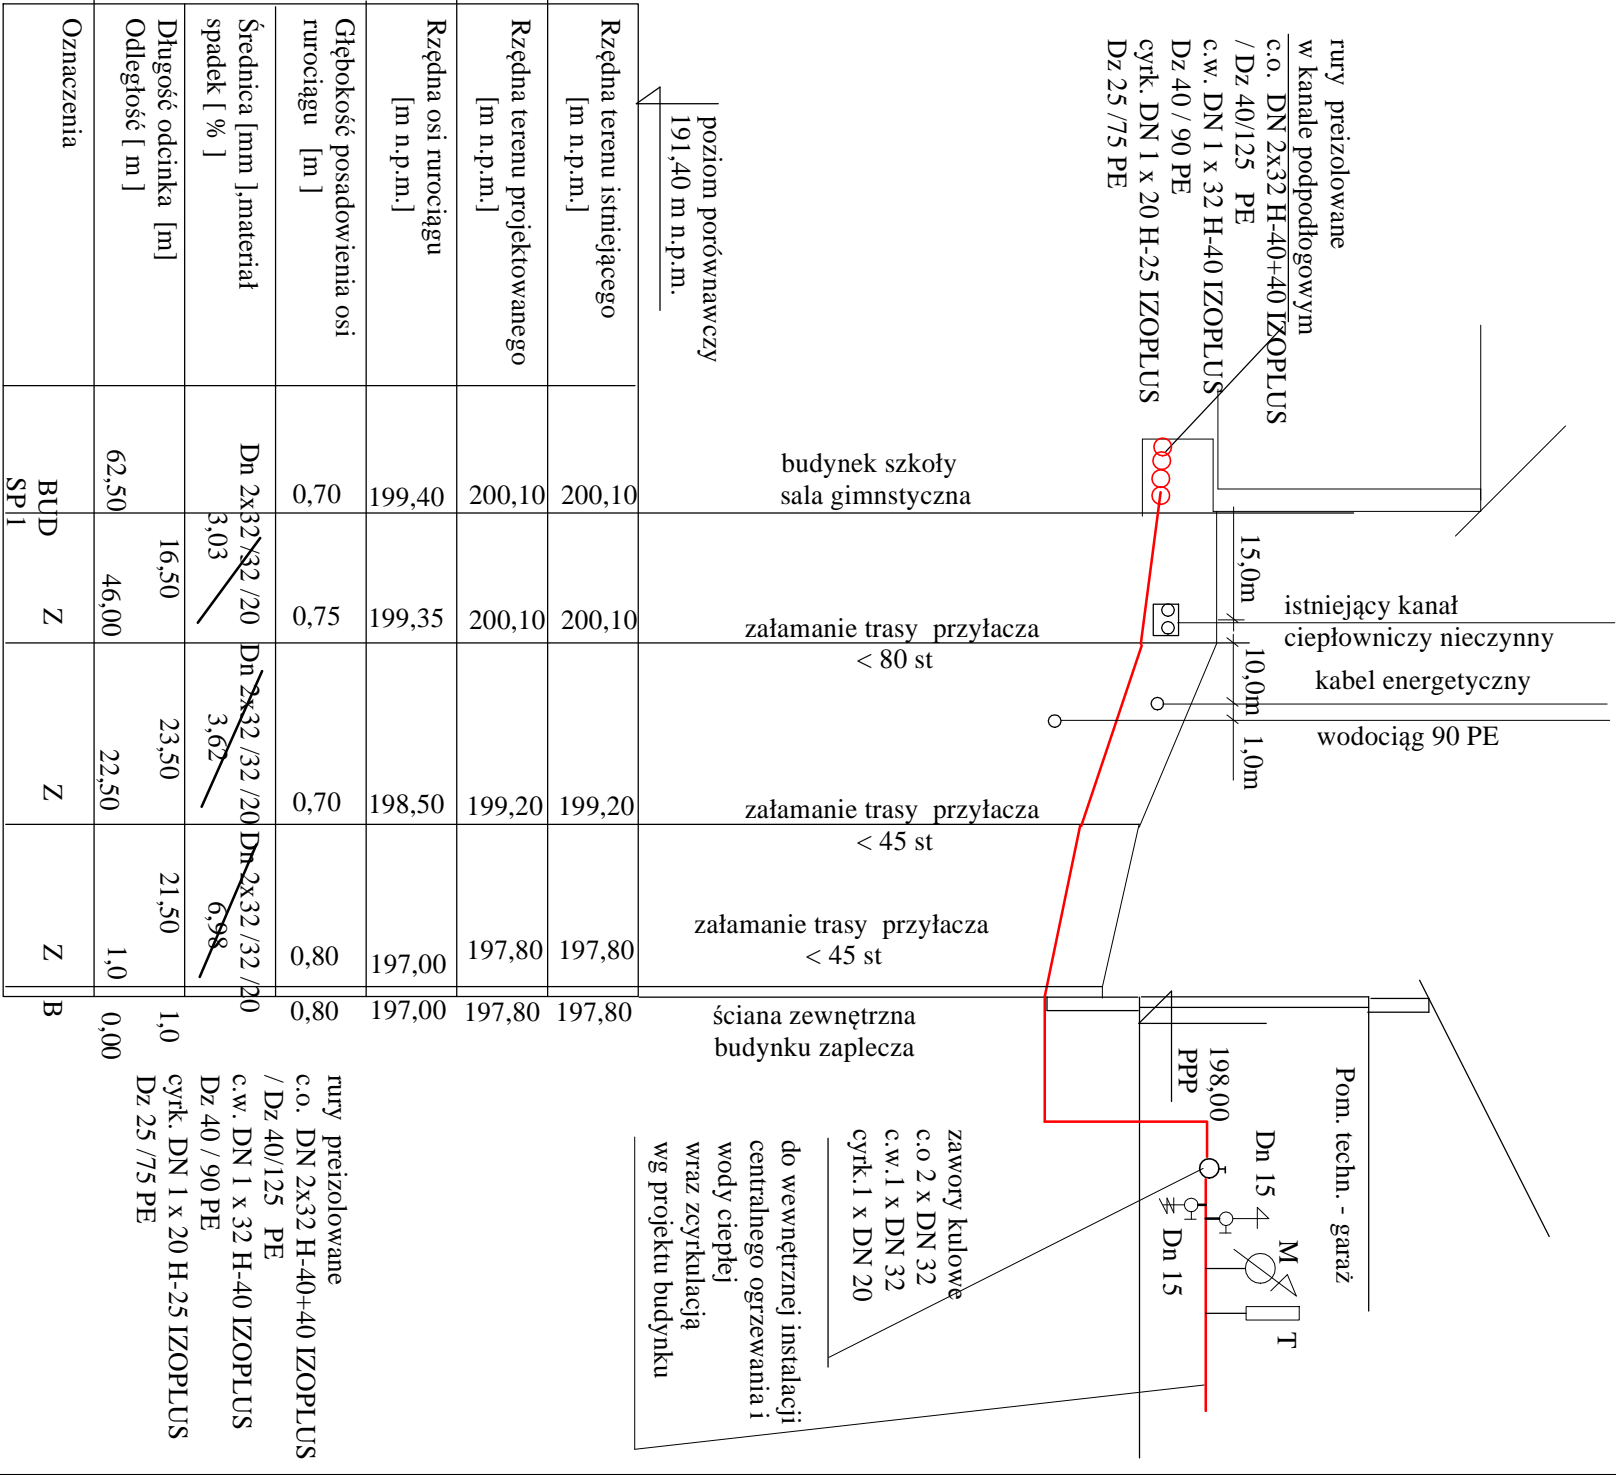 rury preizolowane
w kanale podpodłogowym
c.o. DN 2x32 H-40+40 IZOPLUS
/ Dz 40/125 PE
c.w. DN 1 x 32 H-40 IZOPLUS
Dz 40 / 90 PE
cyrk. DN 1 x 20 H-25 IZOPLUS
Dz 25 /75 PE
15,0m
10,0m
1,0m
istniejący kanał
ciepłowniczy nieczynny
kabel energetyczny
wodociąg 90 PE
poziom porównawczy
191,40 m n.p.m.
budynek szkoły
sala gimnstyczna
załamanie trasy przyłacza
< 80 st
załamanie trasy przyłacza
< 45 st
załamanie trasy przyłacza
< 45 st
ściana zewnętrzna
budynku zaplecza
Rzędna terenu istniejącego
[m n.p.m.]
200,10
200,10
199,20
197,80
197,80
Rzędna terenu projektowanego
[m n.p.m.]
200,10
200,10
199,20
197,80
197,80
Rzędna osi rurociągu
[m n.p.m.]
199,40
199,35
198,50
197,00
197,00
Głębokość posadowienia osi
rurociągu [m ]
0,70
0,75
0,70
0,80
0,80
Średnica [mm ],materiał
spadek [ % ]
Dn 2x32 /32 /20
3,03
Dn 2x32 /32 /20
3,62
Dn 2x32 /32 /20
6,98
Długość odcinka [m]
Odległość [ m ]
16,50
23,50
21,50
1,0
62,50
46,00
22,50
1,0
0,00
Oznaczenia
BUD
SP1
Z
Z
Z
B
Pom. techn. - garaż
198,00
PPP
Dn 15
M
T
Dn 15
zawory kulowe
c.o 2 x DN 32
c.w.1 x DN 32
cyrk.1 x DN 20
do wewnętrznej instalacji
centralnego ogrzewania i
wody ciepłej
wraz zcyrkulacją
wg projektu budynku
rury preizolowane
c.o. DN 2x32 H-40+40 IZOPLUS
/ Dz 40/125 PE
c.w. DN 1 x 32 H-40 IZOPLUS
Dz 40 / 90 PE
cyrk. DN 1 x 20 H-25 IZOPLUS
Dz 25 /75 PE